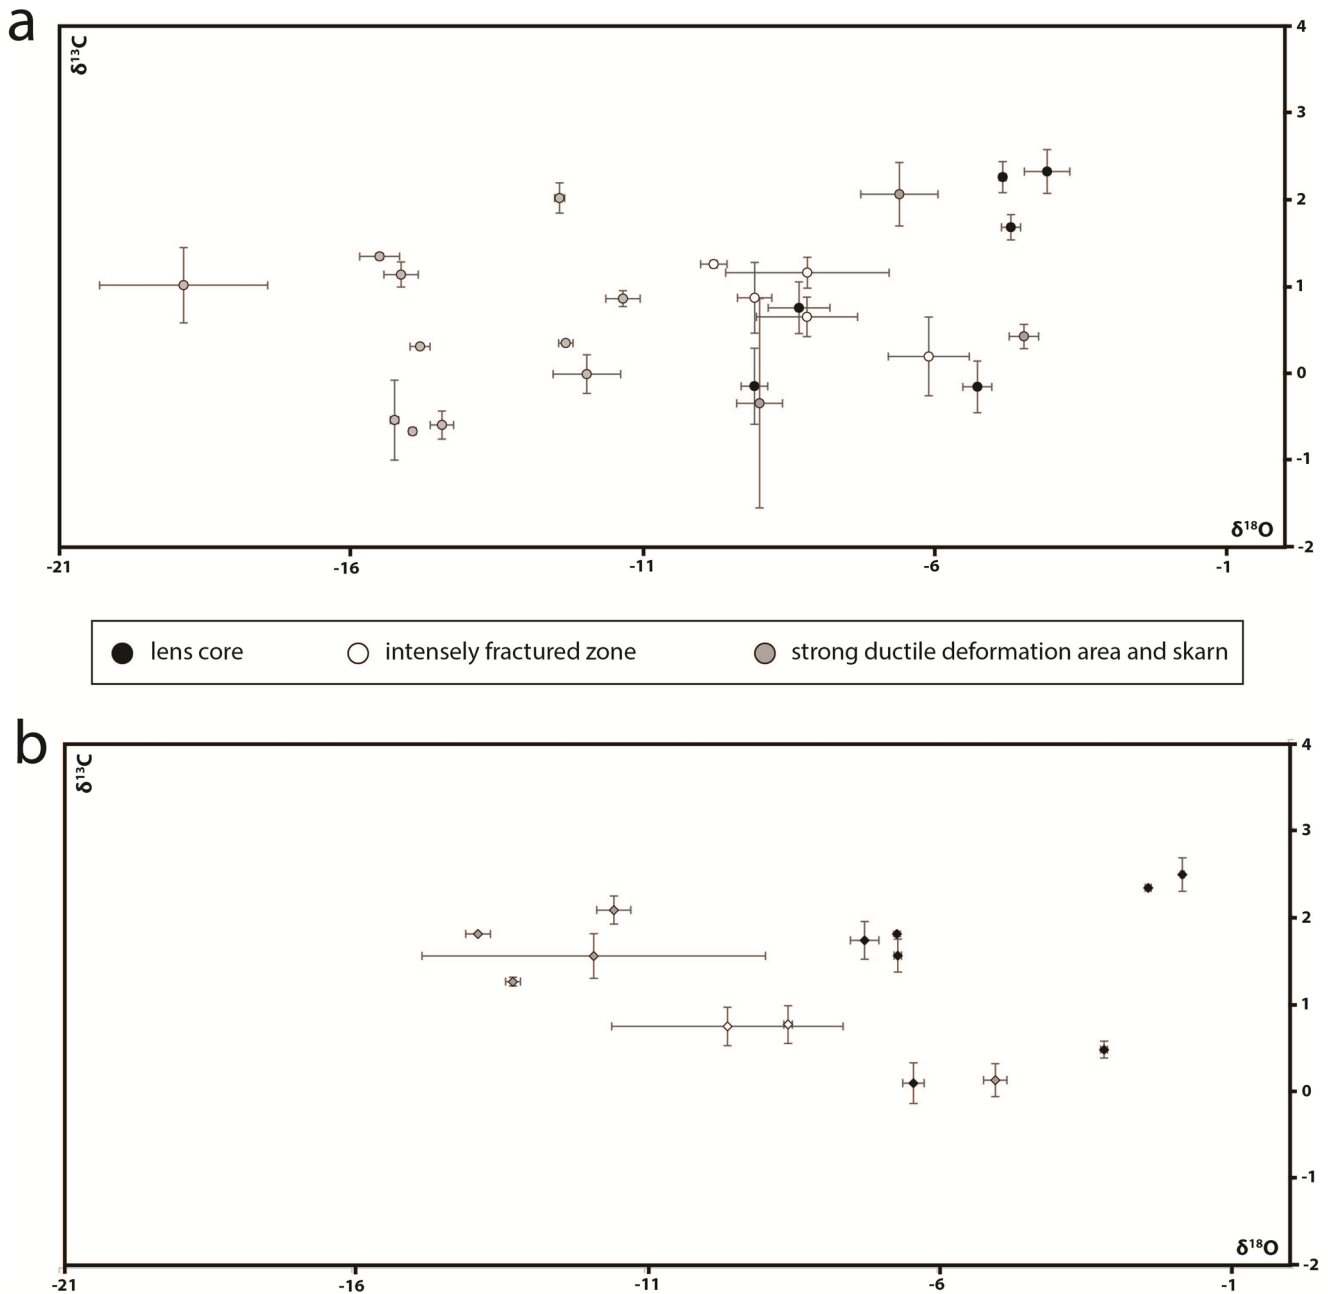 a
δ¹³C
4
3
2
1
0
-1
-2
δ¹⁸O
-21 -16 -11 -6 -1
lens core intensely fractured zone strong ductile deformation area and skarn
b
δ¹³C
4
3
2
1
0
-1
-2
δ¹⁸O
-21 -16 -11 -6 -1